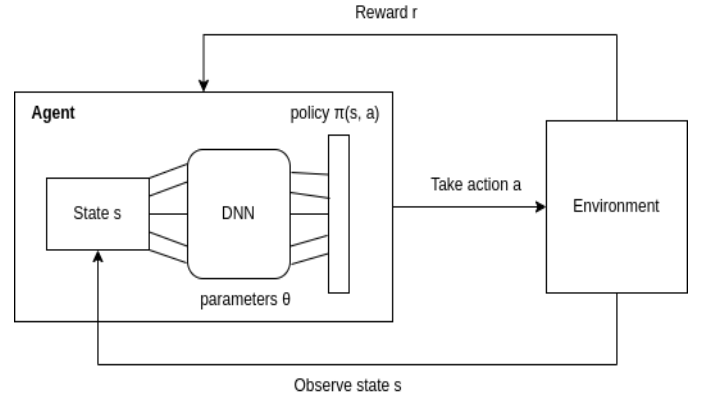 Reward r
Agent
policy π(s, a)
State s
DNN
Take action a
Environment
parameters θ
Observe state s